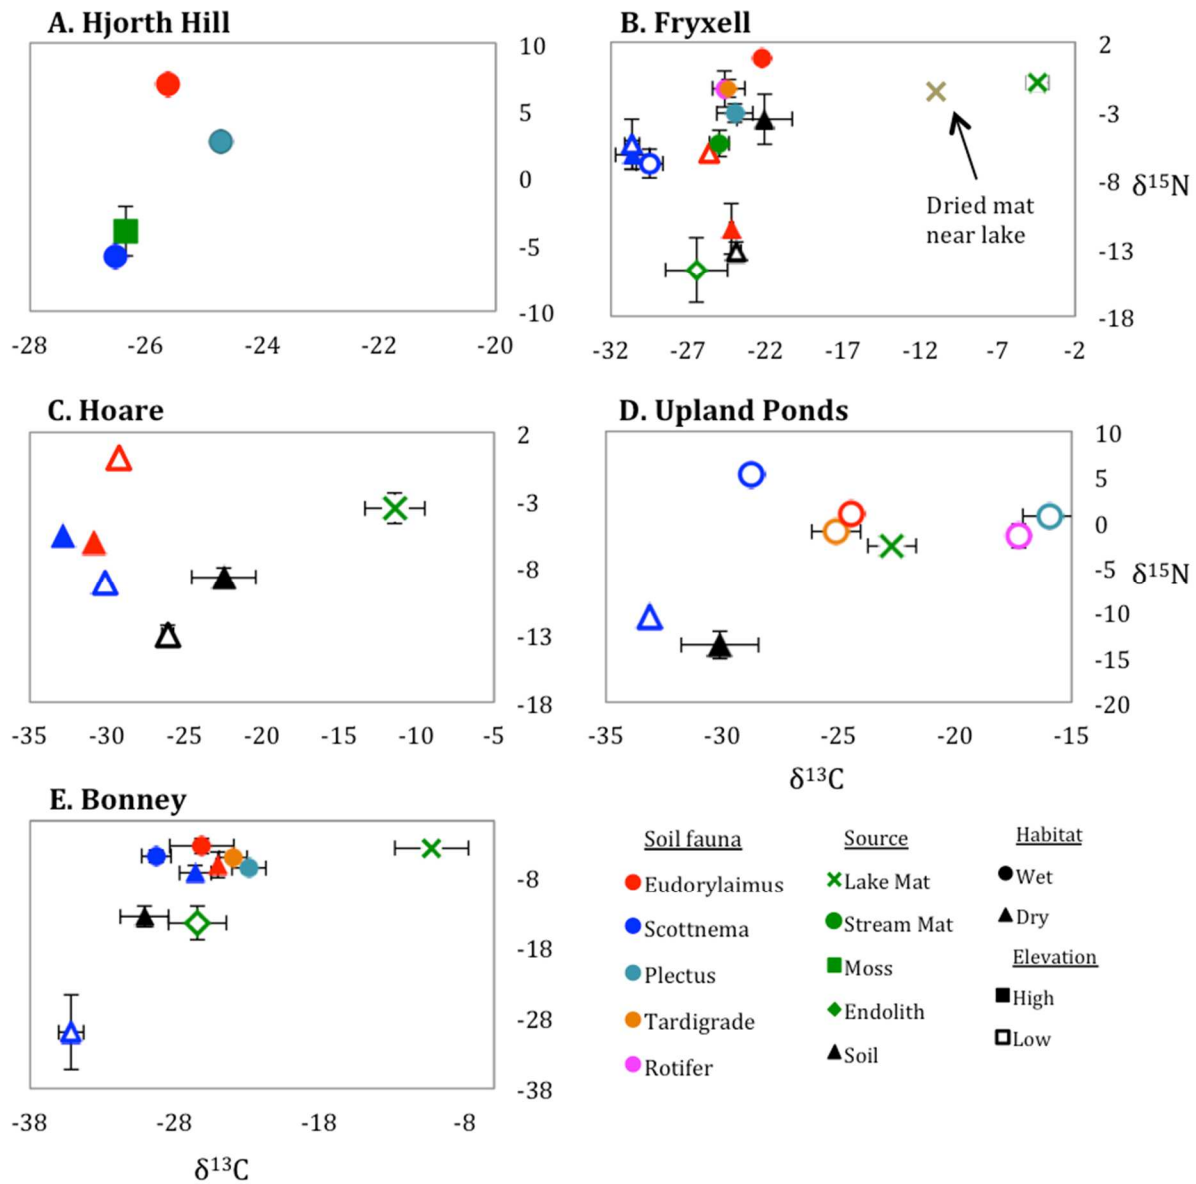 A. Hjorth Hill
10
5
0
-5
-10
-28 -26 -24 -22 -20
B. Fryxell
2
-3
-8 δ¹⁵N
-13
-18
Dried mat
near lake
-32 -27 -22 -17 -12 -7 -2
C. Hoare
2
-3
-8
-13
-18
-35 -30 -25 -20 -15 -10 -5
D. Upland Ponds
10
5
0
-5 δ¹⁵N
-10
-15
-20
-35 -30 -25 -20 -15
δ¹³C
E. Bonney
-8
-18
-28
-38
-38 -28 -18 -8
δ¹³C
Soil fauna
Eudorylaimus
Scottnema
Plectus
Tardigrade
Rotifer
Source
Lake Mat
Stream Mat
Moss
Endolith
Soil
Habitat
Wet
Dry
Elevation
High
Low